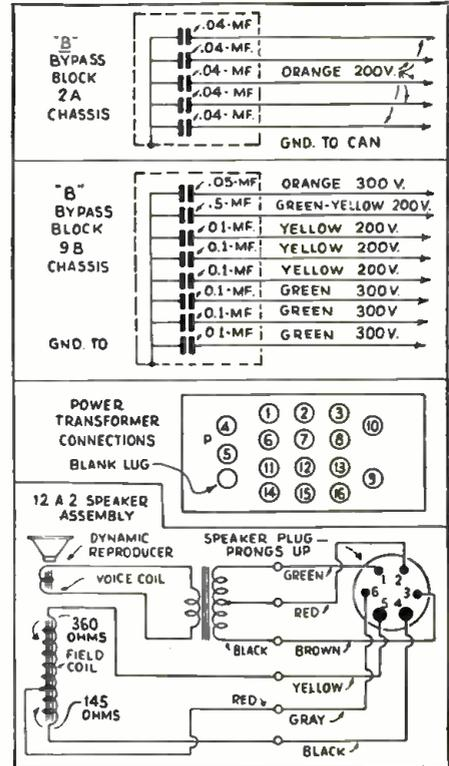 "B"
BYPASS
BLOCK
2A
CHASSIS
.04-MF.
.04-MF.
.04-MF
.04-MF.
.04-MF.
ORANGE 200V.
GND. TO CAN
"B"
BYPASS
BLOCK
9B
CHASSIS
GND. TO
.05-MF ORANGE 300 V.
.5-MF GREEN-YELLOW 200V.
0.1-MF YELLOW 200V.
0.1-MF. YELLOW 200V.
0.1-MF. YELLOW 200V.
0.1-MF. GREEN 300V.
0.1-MF GREEN 300V.
0.1-MF GREEN 300V.
POWER
TRANSFORMER
CONNECTIONS
BLANK LUG
P
4 1 2 3 10
5 6 7 8
11 12 13 9
14 15 16
12 A 2 SPEAKER
ASSEMBLY
DYNAMIC
REPRODUCER
VOICE COIL
SPEAKER PLUG—
PRONGS UP
GREEN
RED
BLACK BROWN
YELLOW
RED
GRAY
BLACK
360
OHMS
FIELD
COIL
145
OHMS
1 2
6 3
5 4